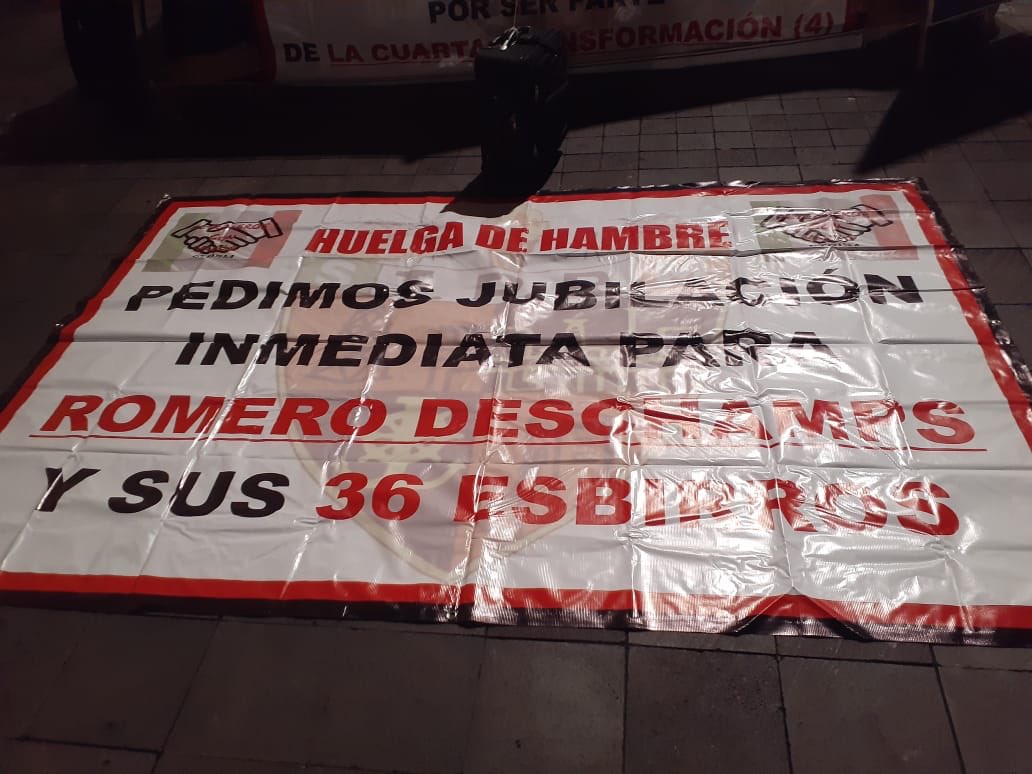 POR SER PARTE
DE LA CUARTA TRANSFORMACIÓN (4)
HUELGA DE HAMBRE
PEDIMOS JUBILACIÓN
INMEDIATA PARA
ROMERO DESCHAMPS
Y SUS 36 ESBIRROS